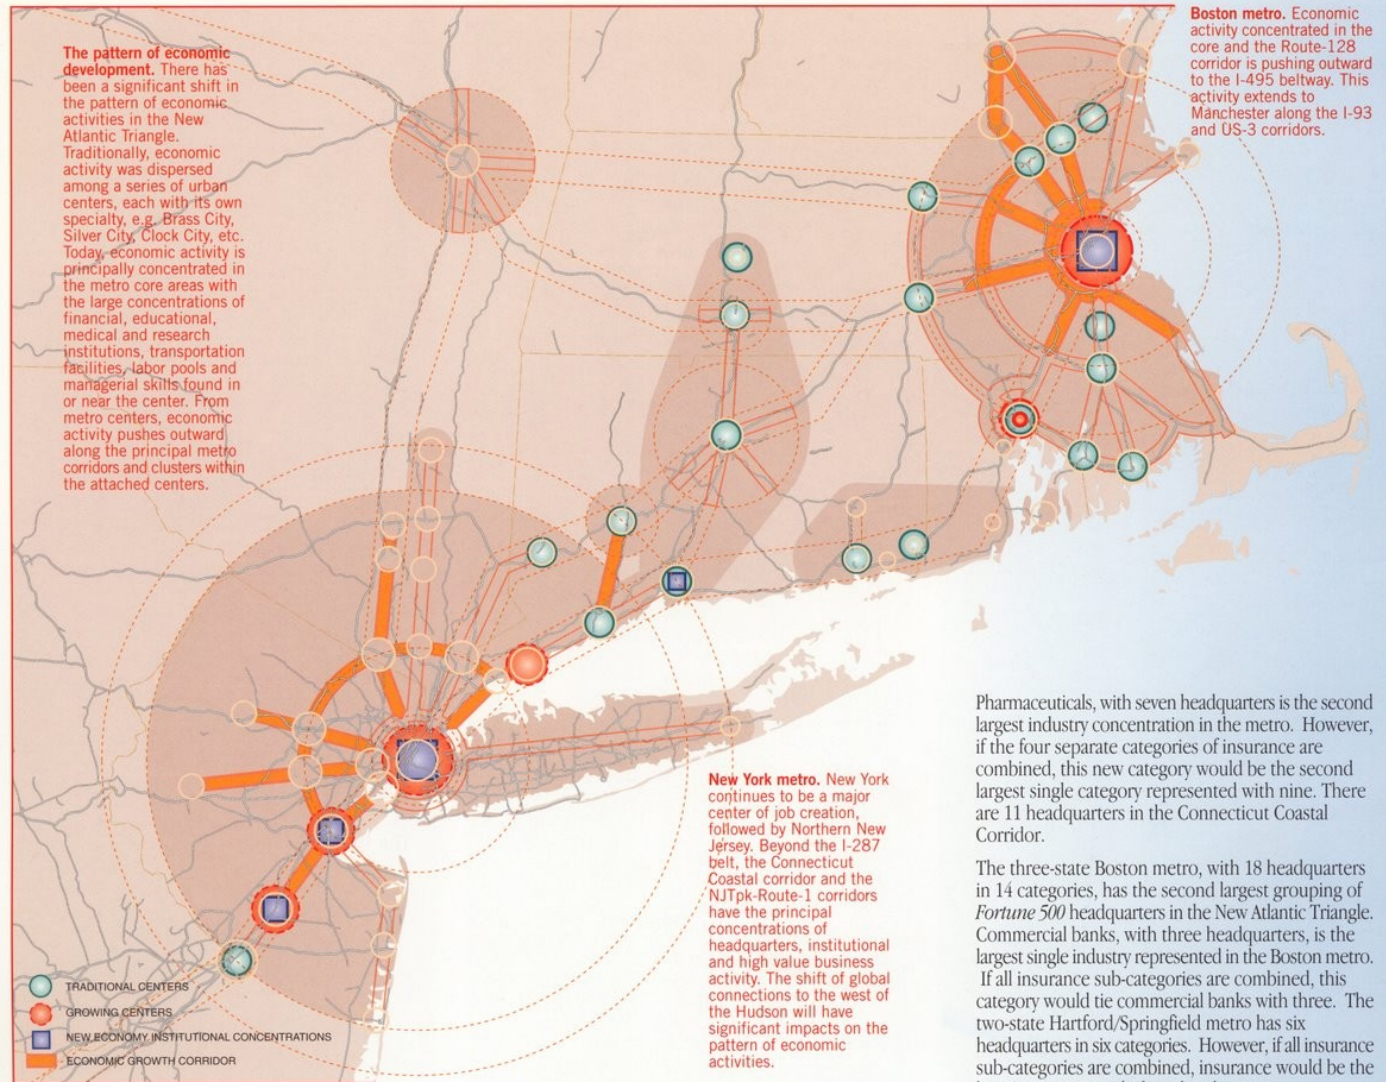 The pattern of economic
development. There has
been a significant shift in
the pattern of economic
activities in the New
Atlantic Triangle.
Traditionally, economic
activity was dispersed
among a series of urban
centers, each with its own
specialty, e.g. Brass City,
Silver City, Clock City, etc.
Today, economic activity is
principally concentrated in
the metro core areas with
the large concentrations of
financial, educational,
medical and research
institutions, transportation
facilities, labor pools and
managerial skills found in
or near the center. From
metro centers, economic
activity pushes outward
along the principal metro
corridors and clusters within
the attached centers.
Boston metro. Economic
activity concentrated in the
core and the Route-128
corridor is pushing outward
to the I-495 beltway. This
activity extends to
Manchester along the I-93
and US-3 corridors.
New York metro. New York
continues to be a major
center of job creation,
followed by Northern New
Jersey. Beyond the I-287
belt, the Connecticut
Coastal corridor and the
NJTpk-Route-1 corridors
have the principal
concentrations of
headquarters, institutional
and high value business
activity. The shift of global
connections to the west of
the Hudson will have
significant impacts on the
pattern of economic
activities.
Pharmaceuticals, with seven headquarters is the second
largest industry concentration in the metro. However,
if the four separate categories of insurance are
combined, this new category would be the second
largest single category represented with nine. There
are 11 headquarters in the Connecticut Coastal
Corridor.
The three-state Boston metro, with 18 headquarters
in 14 categories, has the second largest grouping of
Fortune 500 headquarters in the New Atlantic Triangle.
Commercial banks, with three headquarters, is the
largest single industry represented in the Boston metro.
If all insurance sub-categories are combined, this
category would tie commercial banks with three. The
two-state Hartford/Springfield metro has six
headquarters in six categories. However, if all insurance
sub-categories are combined, insurance would be the
TRADITIONAL CENTERS
GROWING CENTERS
NEW ECONOMY INSTITUTIONAL CONCENTRATIONS
ECONOMIC GROWTH CORRIDOR